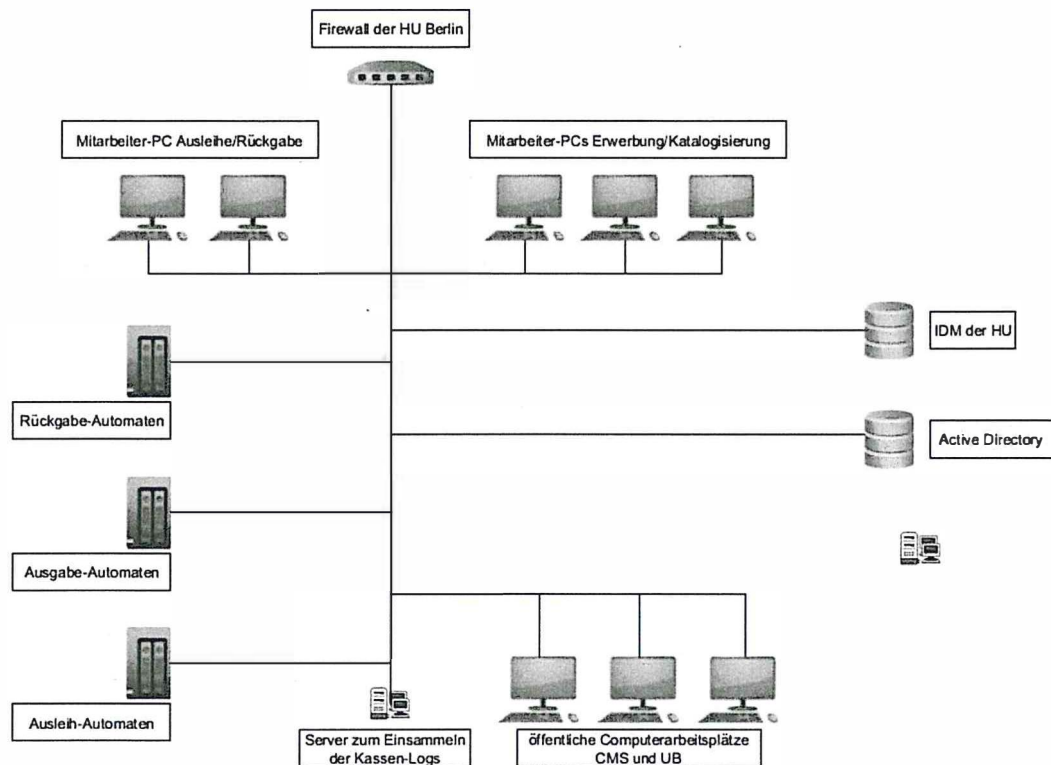 Firewall der HU Berlin
Mitarbeiter-PC Ausleihe/Rückgabe
Mitarbeiter-PCs Erwerbung/Katalogisierung
IDM der HU
Rückgabe-Automaten
Active Directory
Ausgabe-Automaten
Ausleih-Automaten
Server zum Einsammeln
der Kassen-Logs
öffentliche Computerarbeitsplätze
CMS und UB